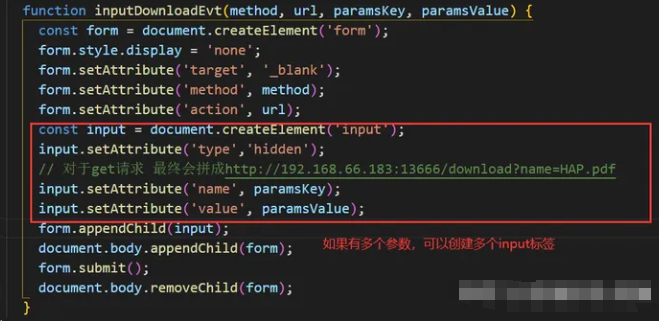 function inputDownloadEvt(method, url, paramsKey, paramsValue) {
const form = document.createElement('form');
form.style.display = 'none';
form.setAttribute('target', '_blank');
form.setAttribute('method', method);
form.setAttribute('action', url);
const input = document.createElement('input');
input.setAttribute('type','hidden');
// 对于get请求 最终会拼成http://192.168.66.183:13666/download?name=HAP.pdf
input.setAttribute('name', paramsKey);
input.setAttribute('value', paramsValue);
form.appendChild(input);
如果有多个参数，可以创建多个input标签
document.body.appendChild(form);
form.submit();
document.body.removeChild(form);
}